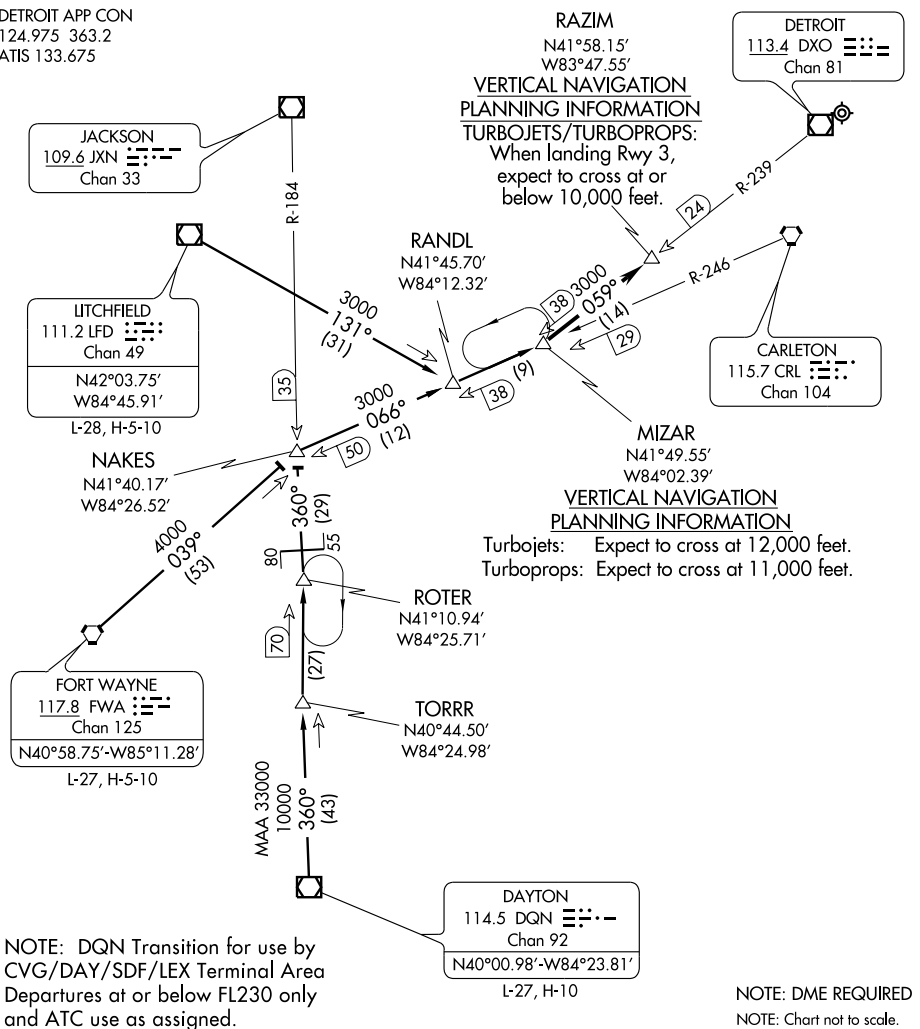 DETROIT APP CON
124.975 363.2
ATIS 133.675
RAZIM
N41°58.15'
W83°47.55'
VERTICAL NAVIGATION
PLANNING INFORMATION
TURBOJETS/TURBOPROPS:
When landing Rwy 3,
expect to cross at or
below 10,000 feet.
DETROIT
113.4 DXO
Chan 81
JACKSON
109.6 JXN
Chan 33
R-184
R-239
24
RANDL
N41°45.70'
W84°12.32'
R-246
LITCHFIELD
111.2 LFD
Chan 49
N42°03.75'
W84°45.91'
L-28, H-5-10
3000
131°
(31)
38
3000
059°
(14)
29
CARLETON
115.7 CRL
Chan 104
35
(9)
38
3000
066°
(12)
50
NAKES
N41°40.17'
W84°26.52'
MIZAR
N41°49.55'
W84°02.39'
VERTICAL NAVIGATION
PLANNING INFORMATION
Turbojets: Expect to cross at 12,000 feet.
Turboprops: Expect to cross at 11,000 feet.
4000
039°
(53)
360°
(29)
80
55
ROTER
N41°10.94'
W84°25.71'
70
(27)
FORT WAYNE
117.8 FWA
Chan 125
N40°58.75'-W85°11.28'
L-27, H-5-10
TORRR
N40°44.50'
W84°24.98'
MAA 33000
10000
360°
(43)
DAYTON
114.5 DQN
Chan 92
N40°00.98'-W84°23.81'
L-27, H-10
NOTE: DQN Transition for use by
CVG/DAY/SDF/LEX Terminal Area
Departures at or below FL230 only
and ATC use as assigned.
NOTE: DME REQUIRED
NOTE: Chart not to scale.